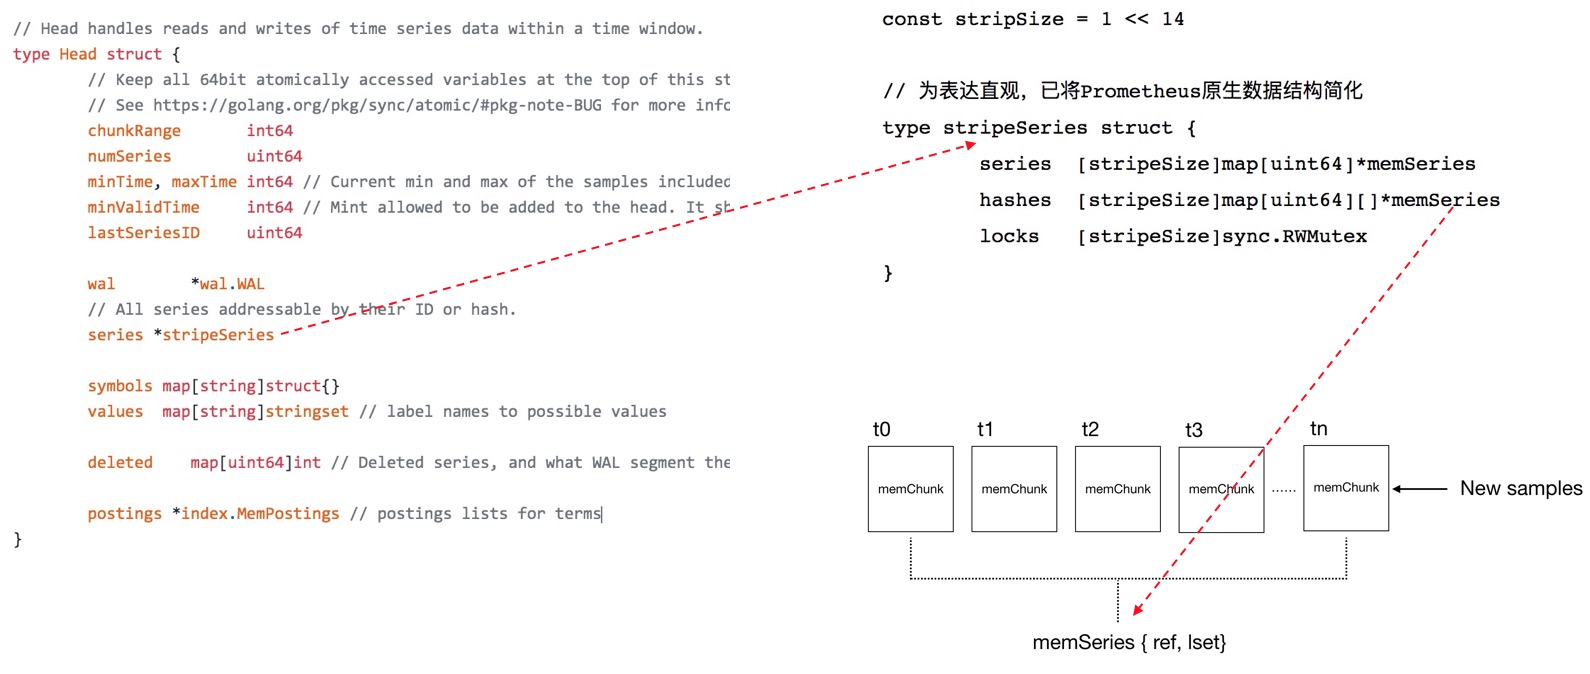 // Head handles reads and writes of time series data within a time window.
type Head struct {
// Keep all 64bit atomically accessed variables at the top of this st
// See https://golang.org/pkg/sync/atomic/#pkg-note-BUG for more info
chunkRange int64
numSeries uint64
minTime, maxTime int64 // Current min and max of the samples included
minValidTime int64 // Mint allowed to be added to the head. It sh
lastSeriesID uint64
wal *wal.WAL
// All series addressable by their ID or hash.
series *stripeSeries
symbols map[string]struct{}
values map[string]stringset // label names to possible values
deleted map[uint64]int // Deleted series, and what WAL segment the
postings *index.MemPostings // postings lists for terms
}
const stripSize = 1 << 14
// 为表达直观，已将Prometheus原生数据结构简化
type stripeSeries struct {
series [stripeSize]map[uint64]*memSeries
hashes [stripeSize]map[uint64][]*memSeries
locks [stripeSize]sync.RWMutex
}
t0 t1 t2 t3 tn
memChunk memChunk memChunk memChunk ...... memChunk New samples
memSeries { ref, lset}